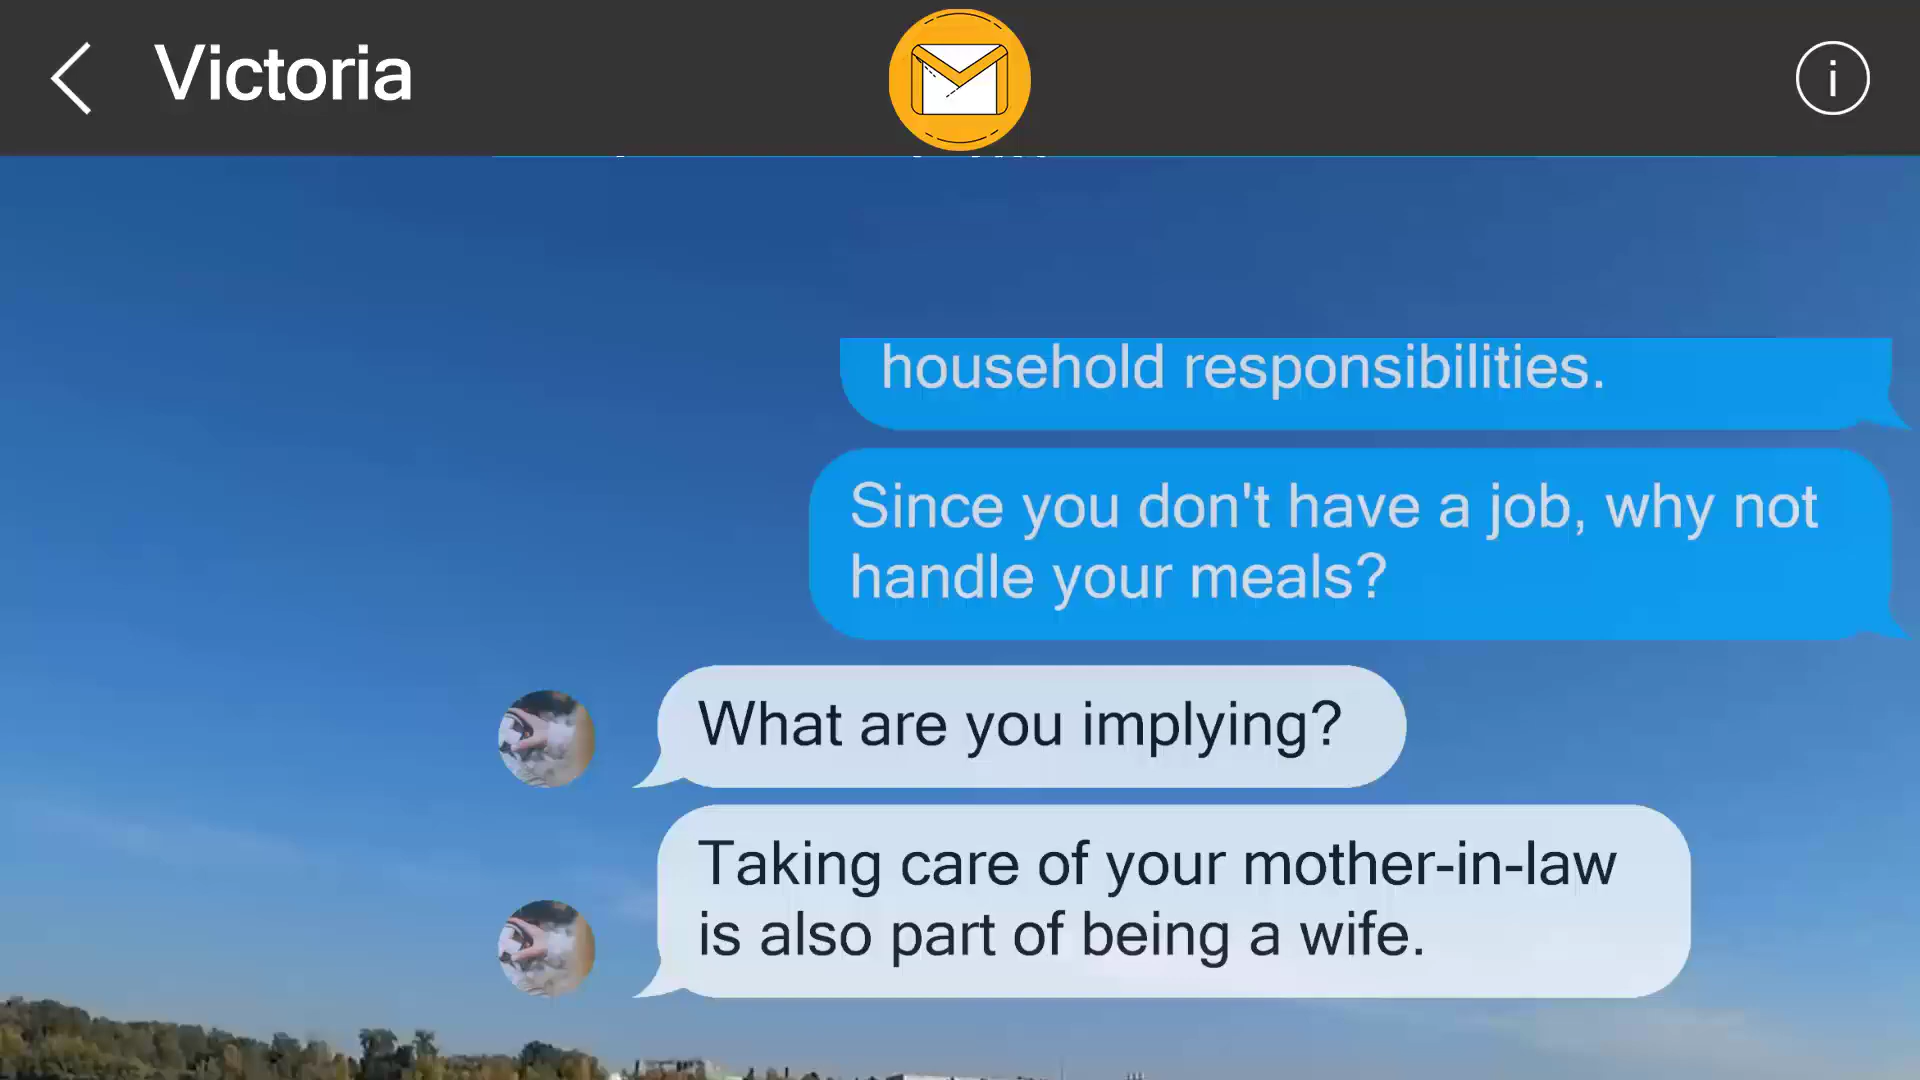 Victoria
i
household responsibilities.
Since you don't have a job, why not
handle your meals?
What are you implying?
Taking care of your mother-in-law
is also part of being a wife.